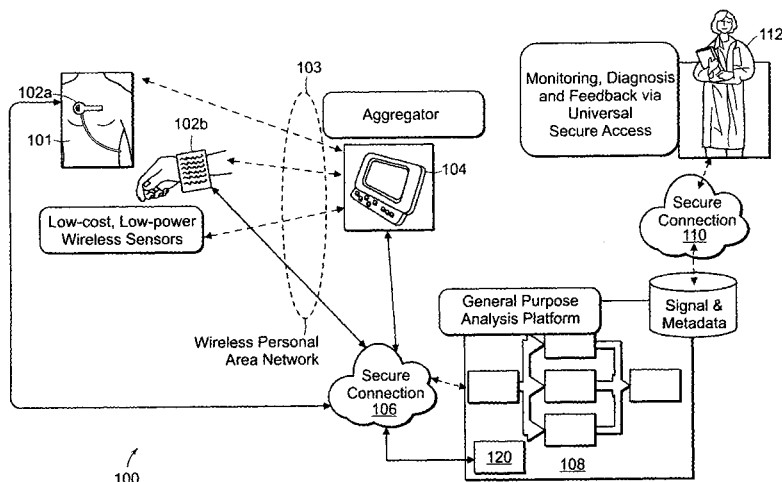 103
112
102a
101
102b
Aggregator
104
Monitoring, Diagnosis
and Feedback via
Universal
Secure Access
Low-cost, Low-power
Wireless Sensors
Secure
Connection
110
General Purpose
Analysis Platform
Signal &
Metadata
Wireless Personal
Area Network
Secure
Connection
106
120
108
100